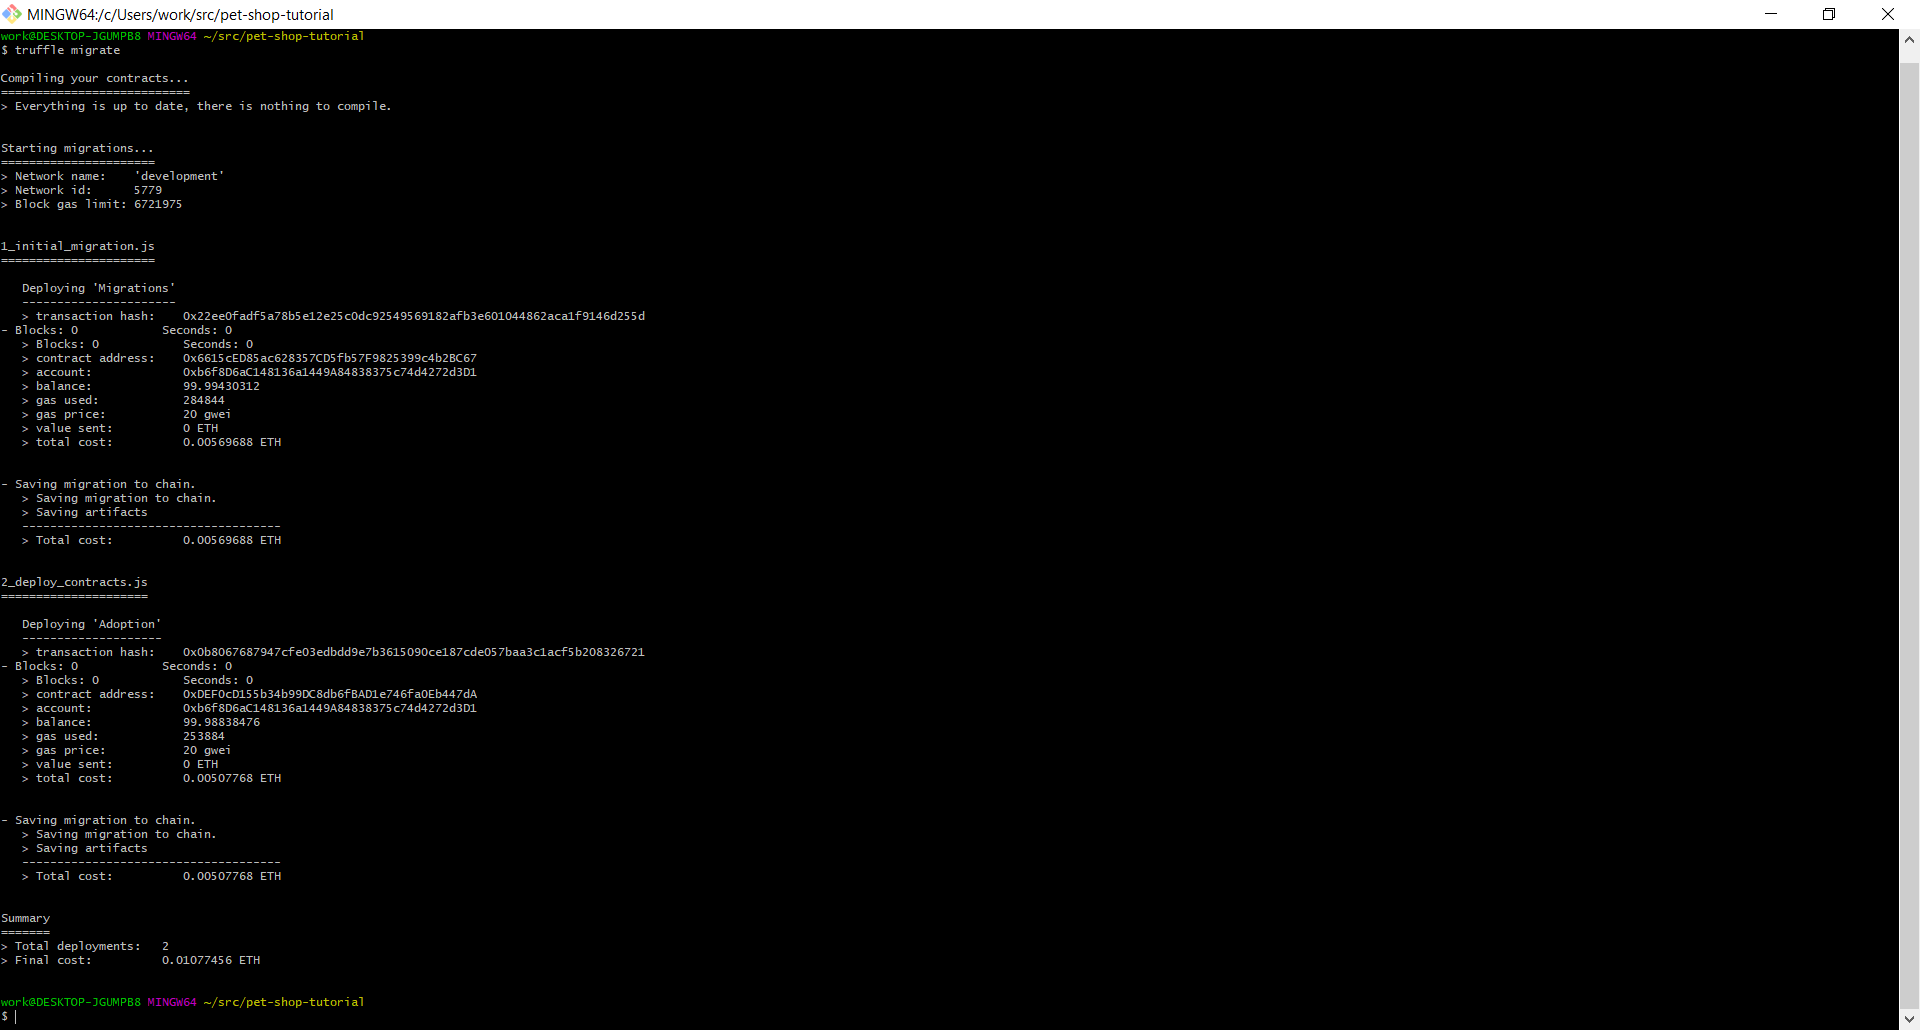 MINGW64:/c/Users/work/src/pet-shop-tutorial
work@DESKTOP-JGUMPB8 MINGW64 ~/src/pet-shop-tutorial
$ truffle migrate
Compiling your contracts...
===========================
> Everything is up to date, there is nothing to compile.
Starting migrations...
======================
> Network name:    'development'
> Network id:      5779
> Block gas limit: 6721975
1_initial_migration.js
======================
   Deploying 'Migrations'
   ----------------------
   > transaction hash:    0x22ee0fadf5a78b5e12e25c0dc92549569182afb3e601044862aca1f9146d255d
- Blocks: 0            Seconds: 0
   > Blocks: 0            Seconds: 0
   > contract address:    0x6615cED85ac628357CD5fb57F9825399c4b2BC67
   > account:             0xb6f8D6aC148136a1449A84838375c74d4272d3D1
   > balance:             99.99430312
   > gas used:            284844
   > gas price:           20 gwei
   > value sent:          0 ETH
   > total cost:          0.00569688 ETH
- Saving migration to chain.
   > Saving migration to chain.
   > Saving artifacts
   -------------------------------------
   > Total cost:          0.00569688 ETH
2_deploy_contracts.js
=====================
   Deploying 'Adoption'
   --------------------
   > transaction hash:    0x0b8067687947cfe03edbdd9e7b3615090ce187cde057baa3c1acf5b208326721
- Blocks: 0            Seconds: 0
   > Blocks: 0            Seconds: 0
   > contract address:    0xDEF0cD155b34b99DC8db6fBAD1e746fa0Eb447dA
   > account:             0xb6f8D6aC148136a1449A84838375c74d4272d3D1
   > balance:             99.98838476
   > gas used:            253884
   > gas price:           20 gwei
   > value sent:          0 ETH
   > total cost:          0.00507768 ETH
- Saving migration to chain.
   > Saving migration to chain.
   > Saving artifacts
   -------------------------------------
   > Total cost:          0.00507768 ETH
Summary
=======
> Total deployments:   2
> Final cost:          0.01077456 ETH
work@DESKTOP-JGUMPB8 MINGW64 ~/src/pet-shop-tutorial
$